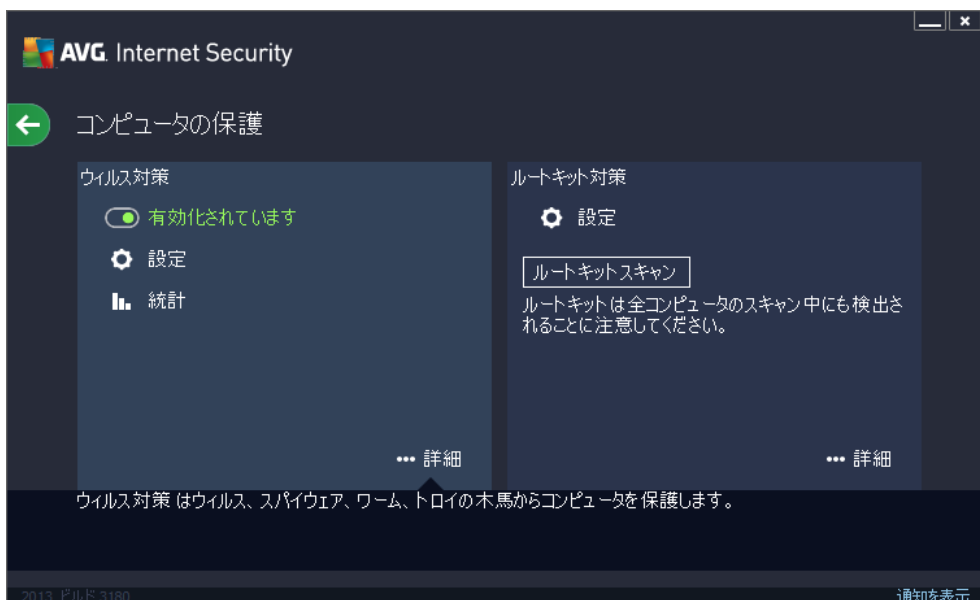 AVG. Internet Security
コンピュータの保護
ウィルス対策
有効化されています
設定
統計
••• 詳細
ルートキット対策
設定
ルートキットスキャン
ルートキットは全コンピュータのスキャン中にも検出さ
れることに注意してください。
••• 詳細
ウィルス対策 はウィルス、スパイウェア、ワーム、トロイの木馬からコンピュータを保護します。
2013 ビルド 3180
通知を表示